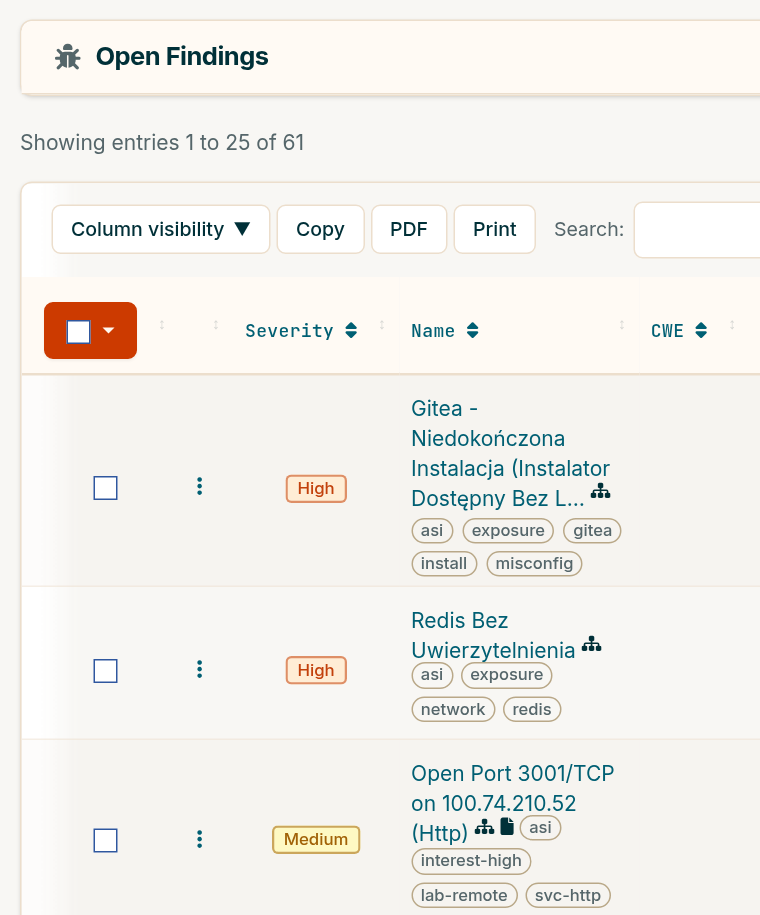 Open Findings
Showing entries 1 to 25 of 61
Column visibility ▼ Copy PDF Print Search:
Severity Name CWE
High
Gitea -
Niedokończona
Instalacja (Instalator
Dostępny Bez L...
asi exposure gitea
install misconfig
High
Redis Bez
Uwierzytelnienia
asi exposure
network redis
Medium
Open Port 3001/TCP
on 100.74.210.52
(Http) asi
interest-high
lab-remote svc-http